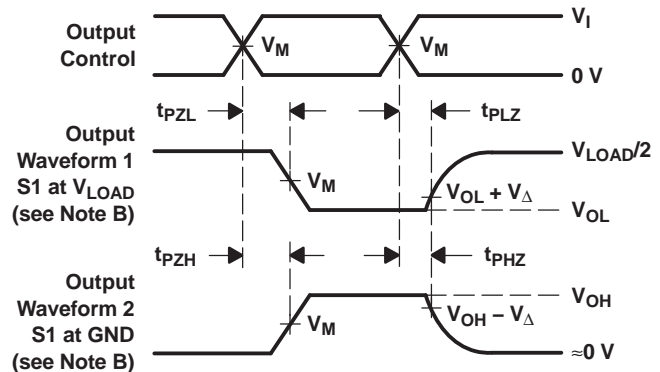 Output
Control
V_I
V_M
V_M
0 V
t_PZL
t_PLZ
Output
Waveform 1
S1 at V_LOAD
(see Note B)
V_LOAD/2
V_M
V_OL + V_Δ
V_OL
t_PZH
t_PHZ
Output
Waveform 2
S1 at GND
(see Note B)
V_OH
V_M
V_OH − V_Δ
≈0 V